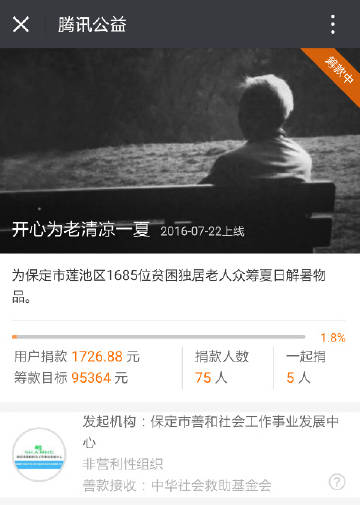 腾讯公益
筹款中
开心为老清凉一夏 2016-07-22上线
为保定市莲池区1685位贫困独居老人众筹夏日解暑物
品。
1.8%
用户捐款 1726.88 元
筹款目标 95364 元
捐款人数
75 人
一起捐
5 人
发起机构：保定市善和社会工作事业发展中
心
非营利性组织
善款接收：中华社会救助基金会
?